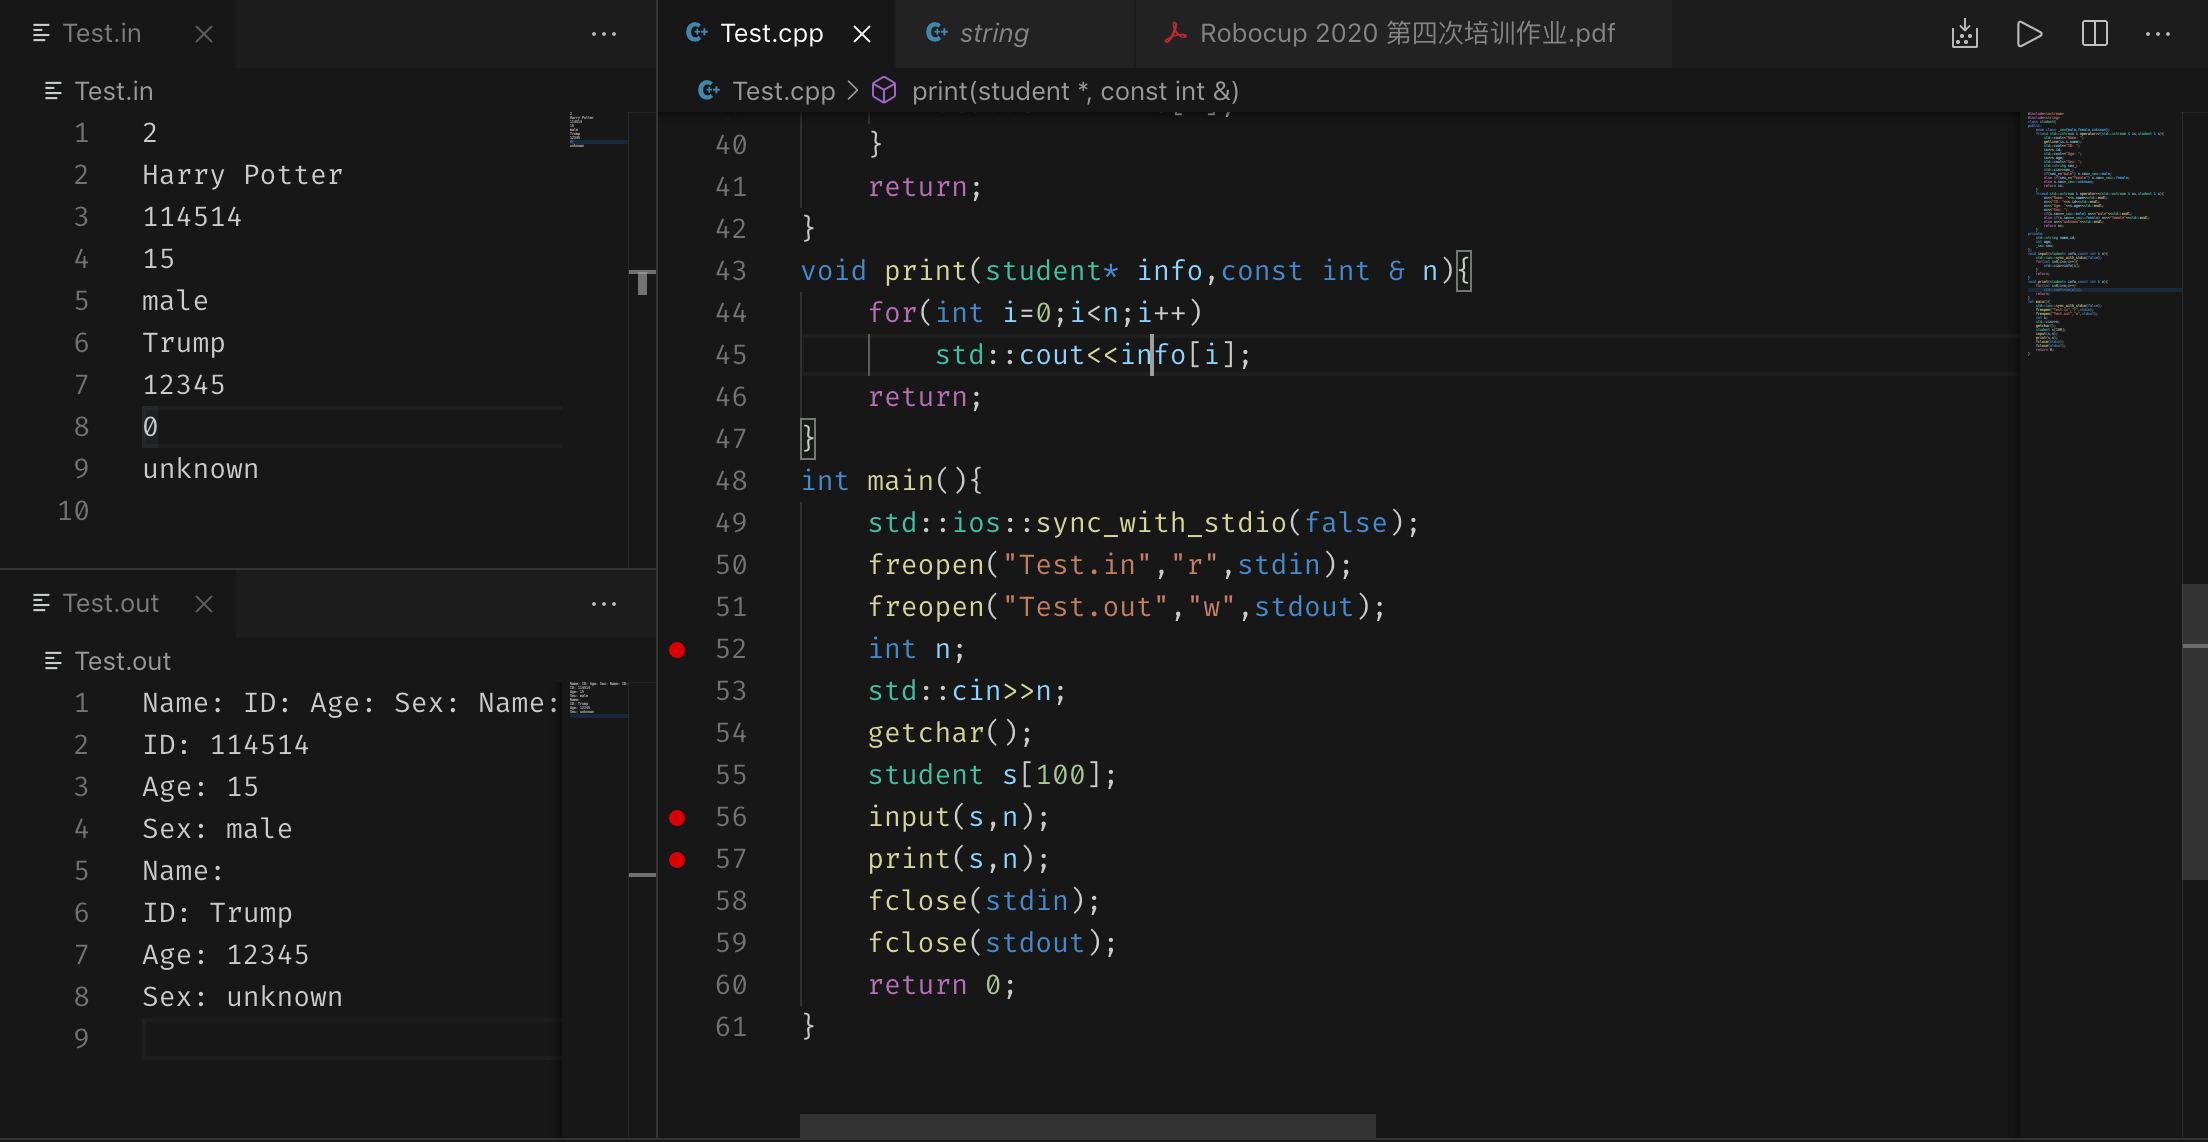 Test.in
Test.in
1 2
2 Harry Potter
3 114514
4 15
5 male
6 Trump
7 12345
8 0
9 unknown
10
Test.out
Test.out
1 Name: ID: Age: Sex: Name:
2 ID: 114514
3 Age: 15
4 Sex: male
5 Name:
6 ID: Trump
7 Age: 12345
8 Sex: unknown
9
Test.cpp string Robocup 2020 第四次培训作业.pdf
Test.cpp > print(student *, const int &)
40 }
41 return;
42 }
43 void print(student* info,const int & n){
44 for(int i=0;i<n;i++)
45 std::cout<<info[i];
46 return;
47 }
48 int main(){
49 std::ios::sync_with_stdio(false);
50 freopen("Test.in","r",stdin);
51 freopen("Test.out","w",stdout);
52 int n;
53 std::cin>>n;
54 getchar();
55 student s[100];
56 input(s,n);
57 print(s,n);
58 fclose(stdin);
59 fclose(stdout);
60 return 0;
61 }